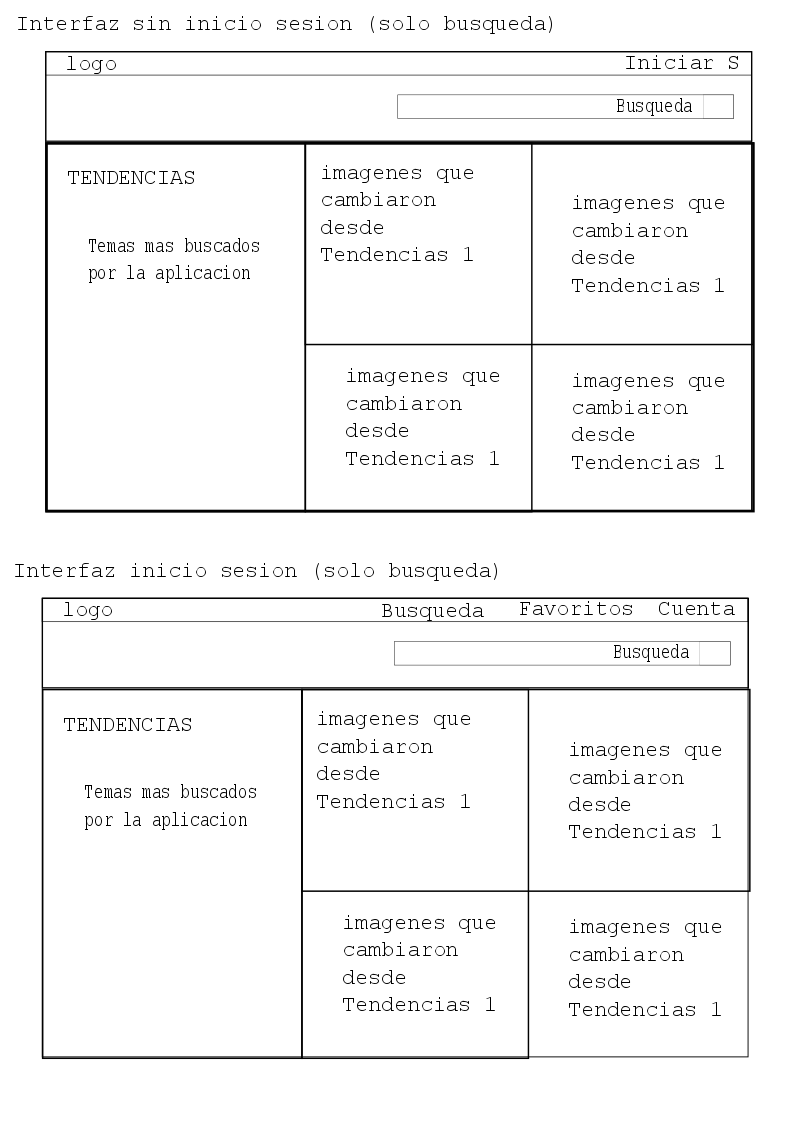 Interfaz sin inicio sesion (solo busqueda)
logo
Iniciar S
Busqueda
TENDENCIAS
Temas mas buscados
por la aplicacion
imagenes que
cambiaron
desde
Tendencias 1
imagenes que
cambiaron
desde
Tendencias 1
imagenes que
cambiaron
desde
Tendencias 1
imagenes que
cambiaron
desde
Tendencias 1
Interfaz inicio sesion (solo busqueda)
logo
Busqueda
Favoritos
Cuenta
Busqueda
TENDENCIAS
Temas mas buscados
por la aplicacion
imagenes que
cambiaron
desde
Tendencias 1
imagenes que
cambiaron
desde
Tendencias 1
imagenes que
cambiaron
desde
Tendencias 1
imagenes que
cambiaron
desde
Tendencias 1